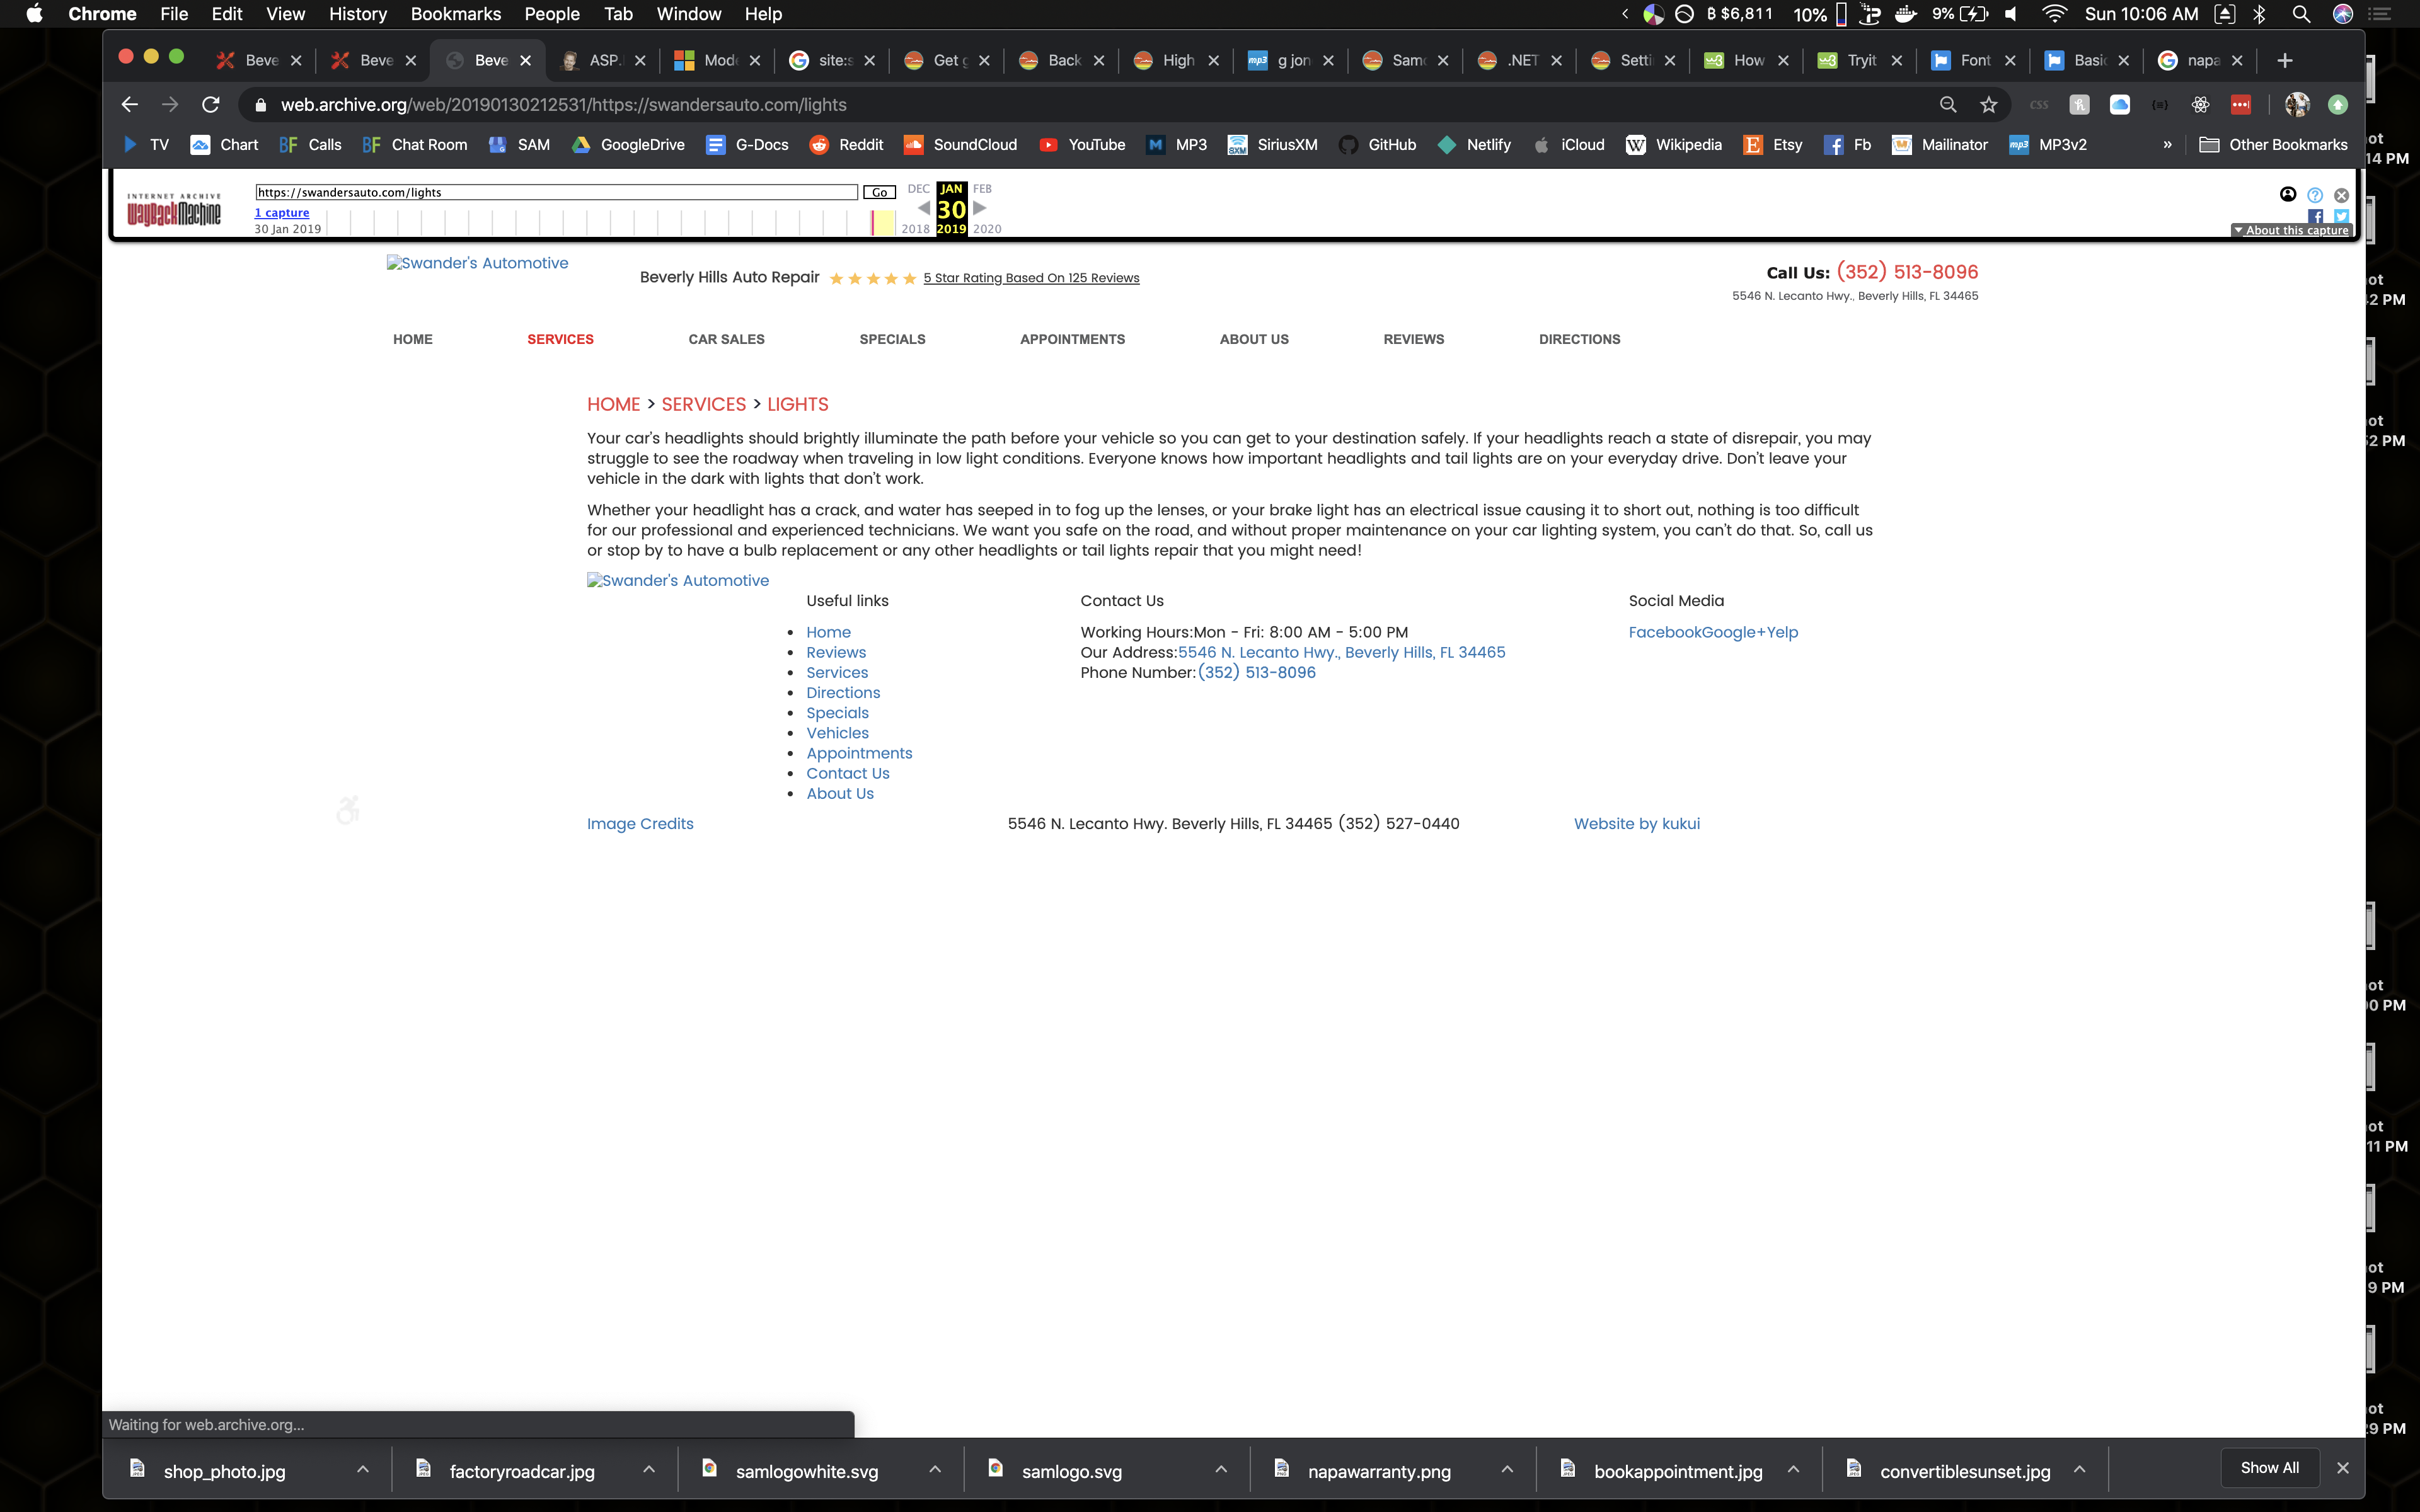 Chrome File Edit View History Bookmarks People Tab Window Help
$6,811 10% 9% Sun 10:06 AM
Beve Beve Beve ASP. Mod site:s Get Back High g jon Sam .NET Setti How Tryit Font Basi napa
web.archive.org/web/20190130212531/https://swandersauto.com/lights
TV Chart Calls Chat Room SAM GoogleDrive G-Docs Reddit SoundCloud YouTube MP3 SiriusXM GitHub Netlify iCloud Wikipedia Etsy Fb Mailinator MP3v2 » Other Bookmarks
INTERNET ARCHIVE
WayBackMachine
https://swandersauto.com/lights Go DEC JAN FEB
1 capture 30
30 Jan 2019 2018 2019 2020
About this capture
Swander's Automotive
Beverly Hills Auto Repair 5 Star Rating Based On 125 Reviews
Call Us: (352) 513-8096
5546 N. Lecanto Hwy., Beverly Hills, FL 34465
HOME SERVICES CAR SALES SPECIALS APPOINTMENTS ABOUT US REVIEWS DIRECTIONS
HOME > SERVICES > LIGHTS
Your car's headlights should brightly illuminate the path before your vehicle so you can get to your destination safely. If your headlights reach a state of disrepair, you may
struggle to see the roadway when traveling in low light conditions. Everyone knows how important headlights and tail lights are on your everyday drive. Don't leave your
vehicle in the dark with lights that don't work.
Whether your headlight has a crack, and water has seeped in to fog up the lenses, or your brake light has an electrical issue causing it to short out, nothing is too difficult
for our professional and experienced technicians. We want you safe on the road, and without proper maintenance on your car lighting system, you can't do that. So, call us
or stop by to have a bulb replacement or any other headlights or tail lights repair that you might need!
Swander's Automotive
Useful links
Home
Reviews
Services
Directions
Specials
Vehicles
Appointments
Contact Us
About Us
Contact Us
Working Hours:Mon - Fri: 8:00 AM - 5:00 PM
Our Address:5546 N. Lecanto Hwy., Beverly Hills, FL 34465
Phone Number:(352) 513-8096
Social Media
FacebookGoogle+Yelp
Image Credits 5546 N. Lecanto Hwy. Beverly Hills, FL 34465 (352) 527-0440 Website by kukui
Waiting for web.archive.org...
shop_photo.jpg factoryroadcar.jpg samlogowhite.svg samlogo.svg napawarranty.png bookappointment.jpg convertiblesunset.jpg Show All